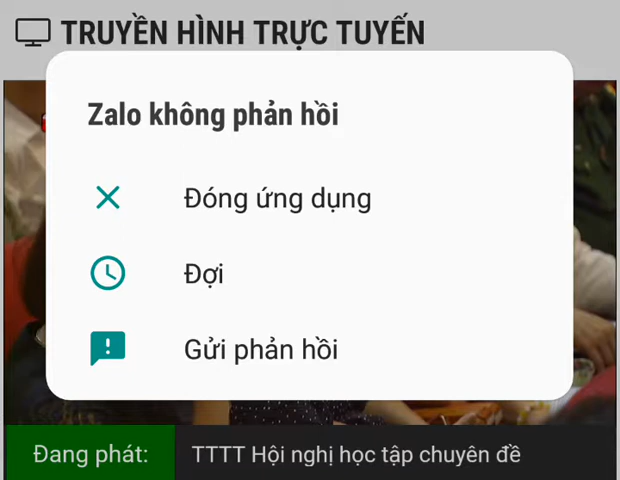 TRUYỀN HÌNH TRỰC TUYẾN
Zalo không phản hồi
Đóng ứng dụng
Đợi
Gửi phản hồi
Đang phát:
TTTT Hội nghị học tập chuyên đề